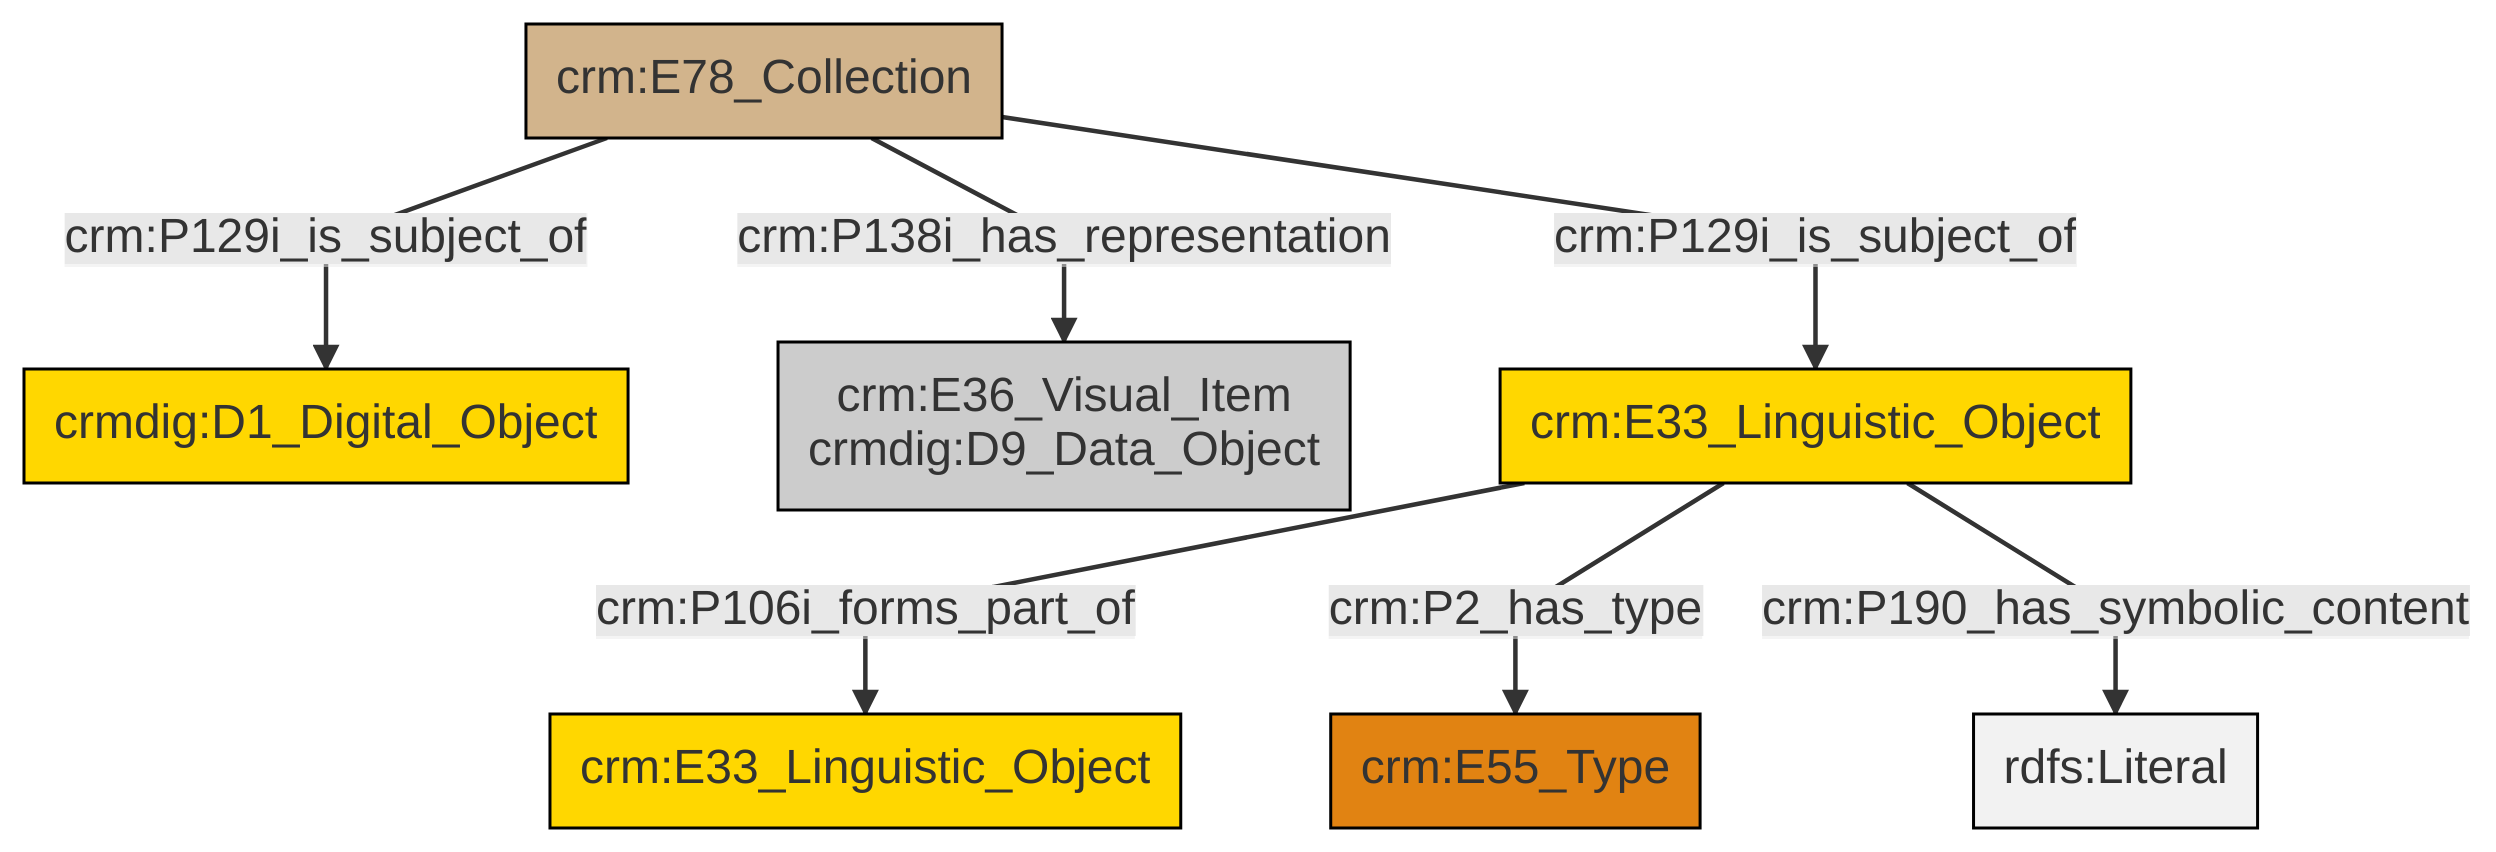 crm:E78_Collection
crm:P129i_is_subject_of
crm:P138i_has_representation
crm:P129i_is_subject_of
crmdig:D1_Digital_Object
crm:E36_Visual_Item
crmdig:D9_Data_Object
crm:E33_Linguistic_Object
crm:P106i_forms_part_of
crm:P2_has_type
crm:P190_has_symbolic_content
crm:E33_Linguistic_Object
crm:E55_Type
rdfs:Literal